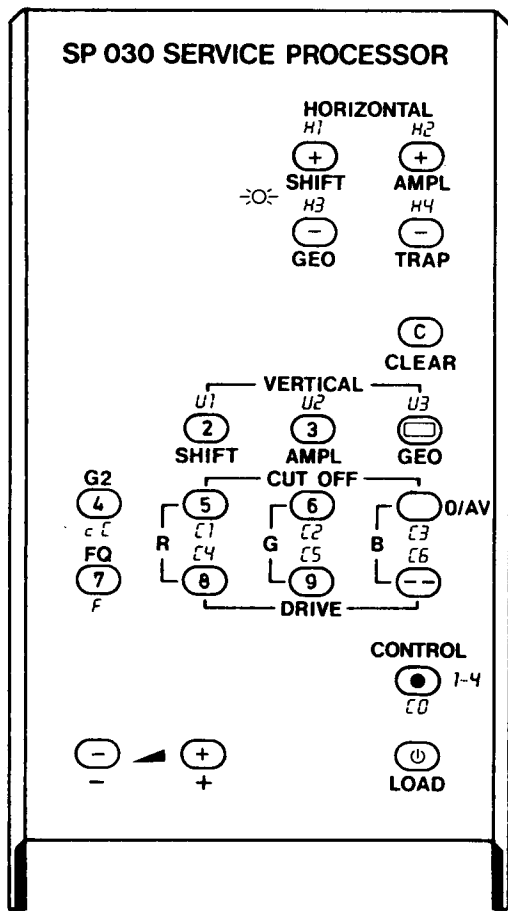 SP 030 SERVICE PROCESSOR
HORIZONTAL
H1 H2
+ +
SHIFT AMPL
H3 H4
- -
GEO TRAP
C
CLEAR
VERTICAL
U1 U2 U3
2 3
SHIFT AMPL GEO
G2 CUT OFF
4 5 6 0/AV
c C R C1 G C2 B C3
FQ C4 C5 C6
7 8 9 --
F DRIVE
CONTROL
1-4
C0
- +
- + LOAD